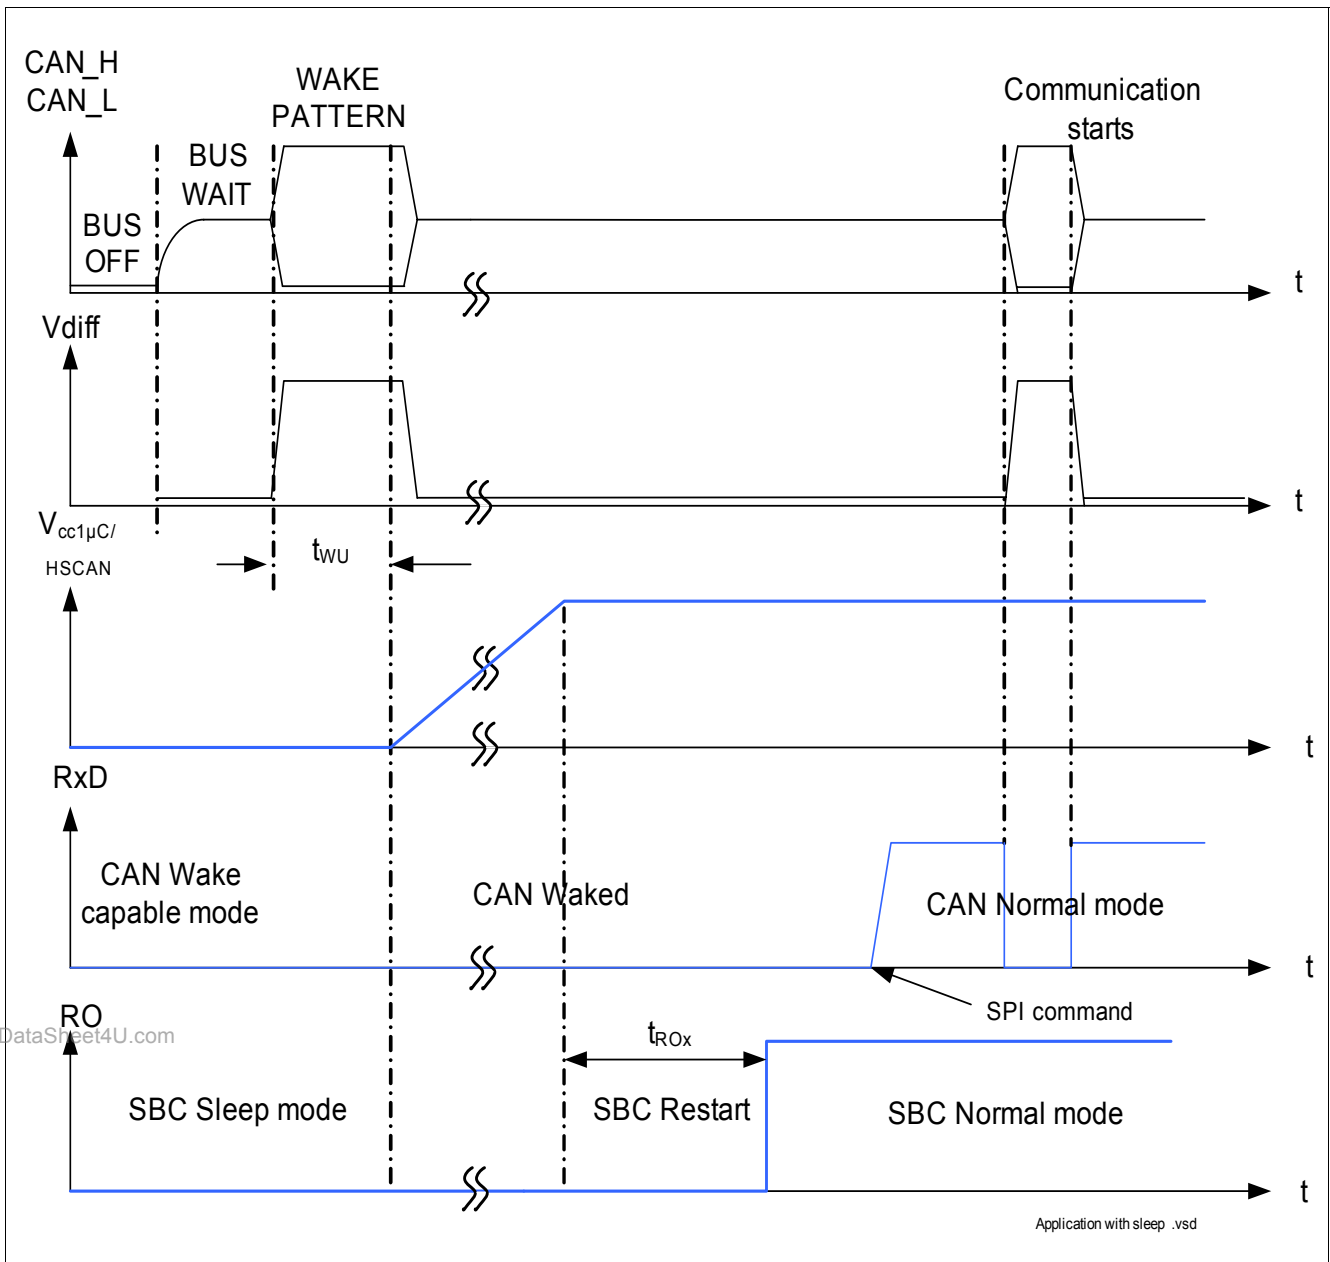 CAN_H
CAN_L
WAKE
PATTERN
Communication
starts
BUS
WAIT
BUS
OFF
t
Vdiff
t
Vcc1µC/
HSCAN
tWU
t
RxD
CAN Wake
capable mode
CAN Waked
CAN Normal mode
t
SPI command
RO
DataSheet4U.com
tROx
SBC Sleep mode
SBC Restart
SBC Normal mode
t
Application with sleep .vsd